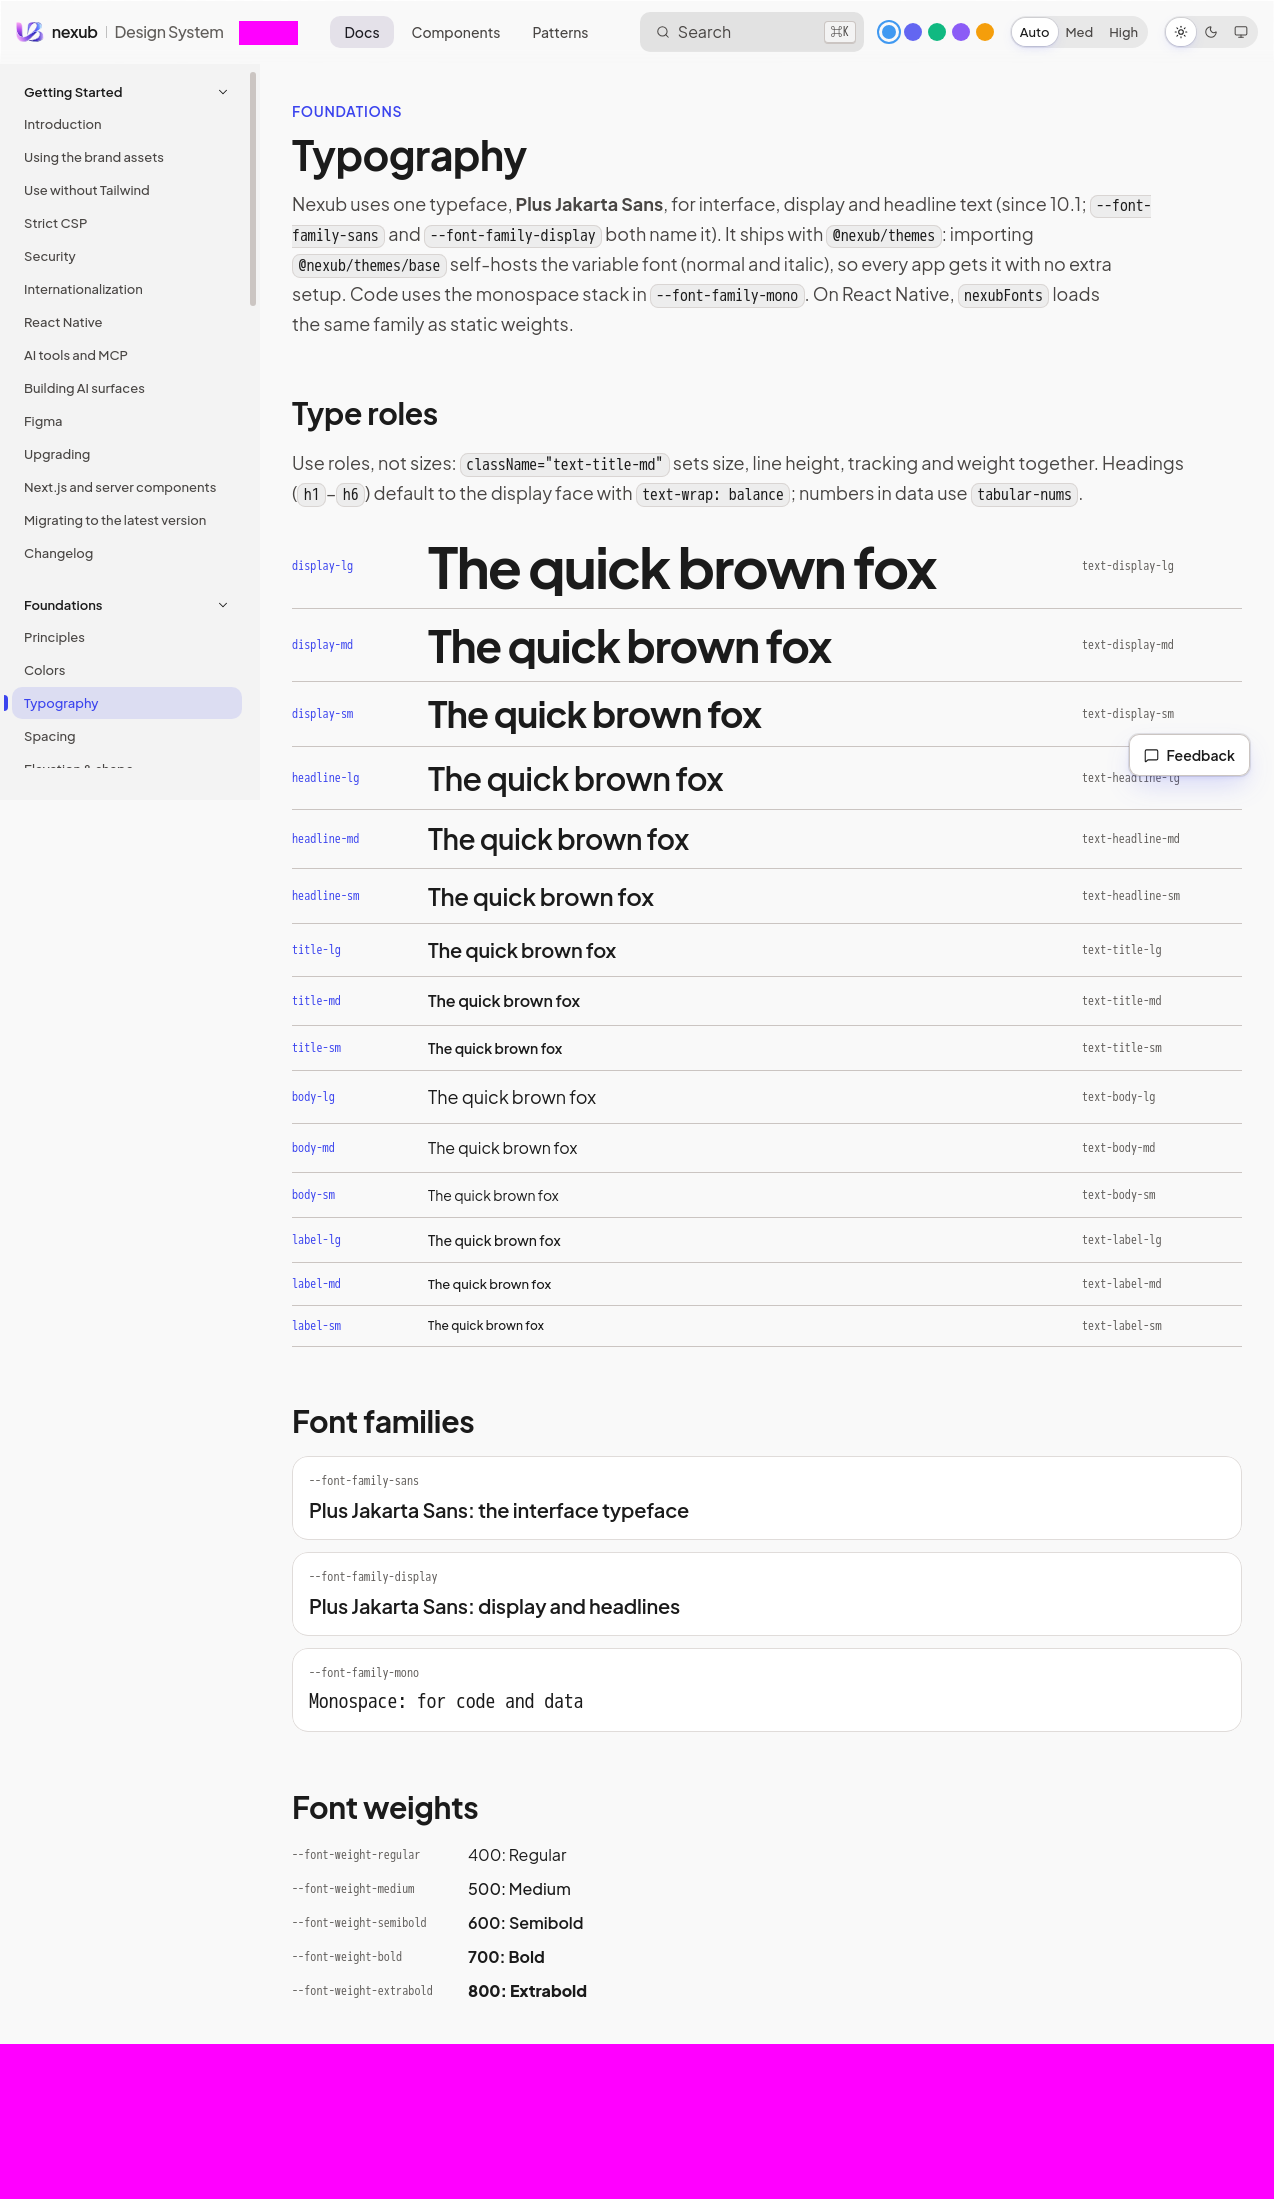 nexub | Design System
Docs
Components
Patterns
Search
⌘K
Auto
Med
High
Getting Started
Introduction
Using the brand assets
Use without Tailwind
Strict CSP
Security
Internationalization
React Native
AI tools and MCP
Building AI surfaces
Figma
Upgrading
Next.js and server components
Migrating to the latest version
Changelog
Foundations
Principles
Colors
Typography
Spacing
FOUNDATIONS
Typography
Nexub uses one typeface, Plus Jakarta Sans, for interface, display and headline text (since 10.1; --font-
family-sans and --font-family-display both name it). It ships with @nexub/themes: importing
@nexub/themes/base self-hosts the variable font (normal and italic), so every app gets it with no extra
setup. Code uses the monospace stack in --font-family-mono. On React Native, nexubFonts loads
the same family as static weights.
Type roles
Use roles, not sizes: className="text-title-md" sets size, line height, tracking and weight together. Headings
(h1–h6) default to the display face with text-wrap: balance; numbers in data use tabular-nums.
display-lg The quick brown fox text-display-lg
display-md The quick brown fox text-display-md
display-sm The quick brown fox text-display-sm
Feedback
headline-lg The quick brown fox text-headline-lg
headline-md The quick brown fox text-headline-md
headline-sm The quick brown fox text-headline-sm
title-lg The quick brown fox text-title-lg
title-md The quick brown fox text-title-md
title-sm The quick brown fox text-title-sm
body-lg The quick brown fox text-body-lg
body-md The quick brown fox text-body-md
body-sm The quick brown fox text-body-sm
label-lg The quick brown fox text-label-lg
label-md The quick brown fox text-label-md
label-sm The quick brown fox text-label-sm
Font families
--font-family-sans
Plus Jakarta Sans: the interface typeface
--font-family-display
Plus Jakarta Sans: display and headlines
--font-family-mono
Monospace: for code and data
Font weights
--font-weight-regular 400: Regular
--font-weight-medium 500: Medium
--font-weight-semibold 600: Semibold
--font-weight-bold 700: Bold
--font-weight-extrabold 800: Extrabold